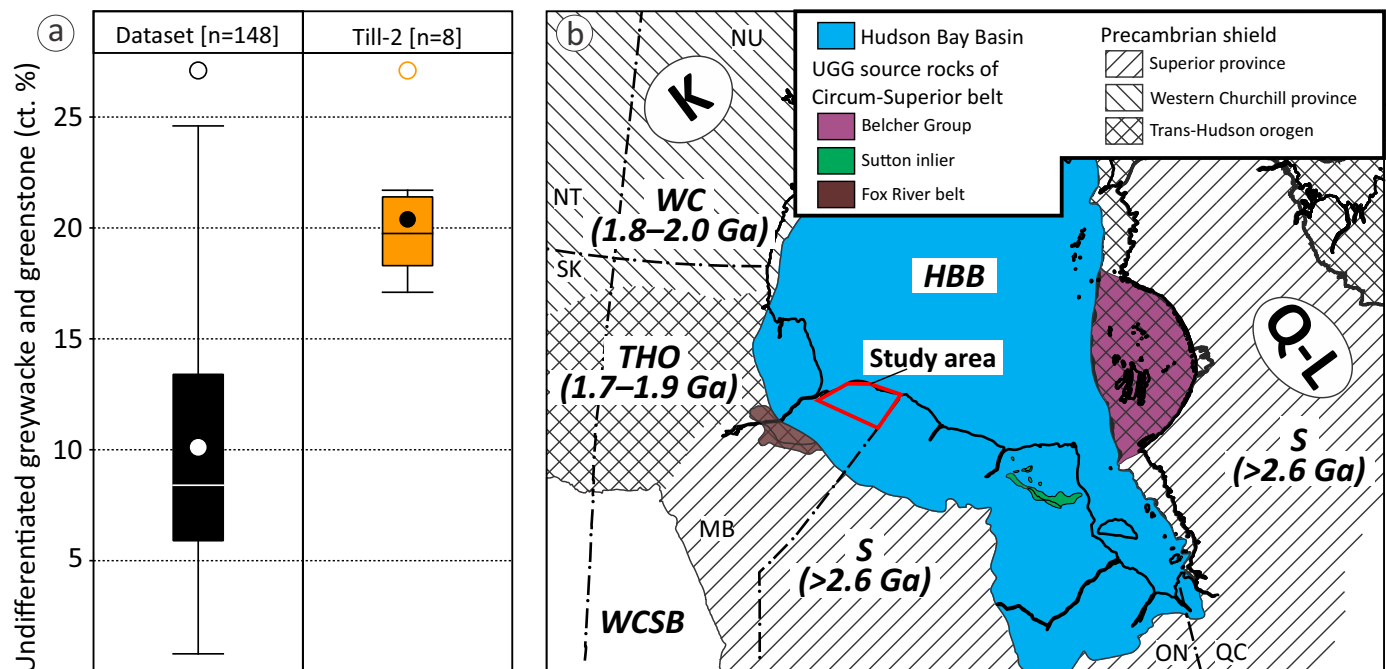 a
Dataset [n=148]
Till-2 [n=8]
Undifferentiated greywacke and greenstone (ct. %)
25
20
15
10
5
b
NU
K
NT
WC
(1.8–2.0 Ga)
SK
THO
(1.7–1.9 Ga)
MB
WCSB
Hudson Bay Basin
UGG source rocks of
Circum-Superior belt
Belcher Group
Sutton inlier
Fox River belt
Precambrian shield
Superior province
Western Churchill province
Trans-Hudson orogen
HBB
Study area
Q-L
S
(>2.6 Ga)
S
(>2.6 Ga)
ON
QC